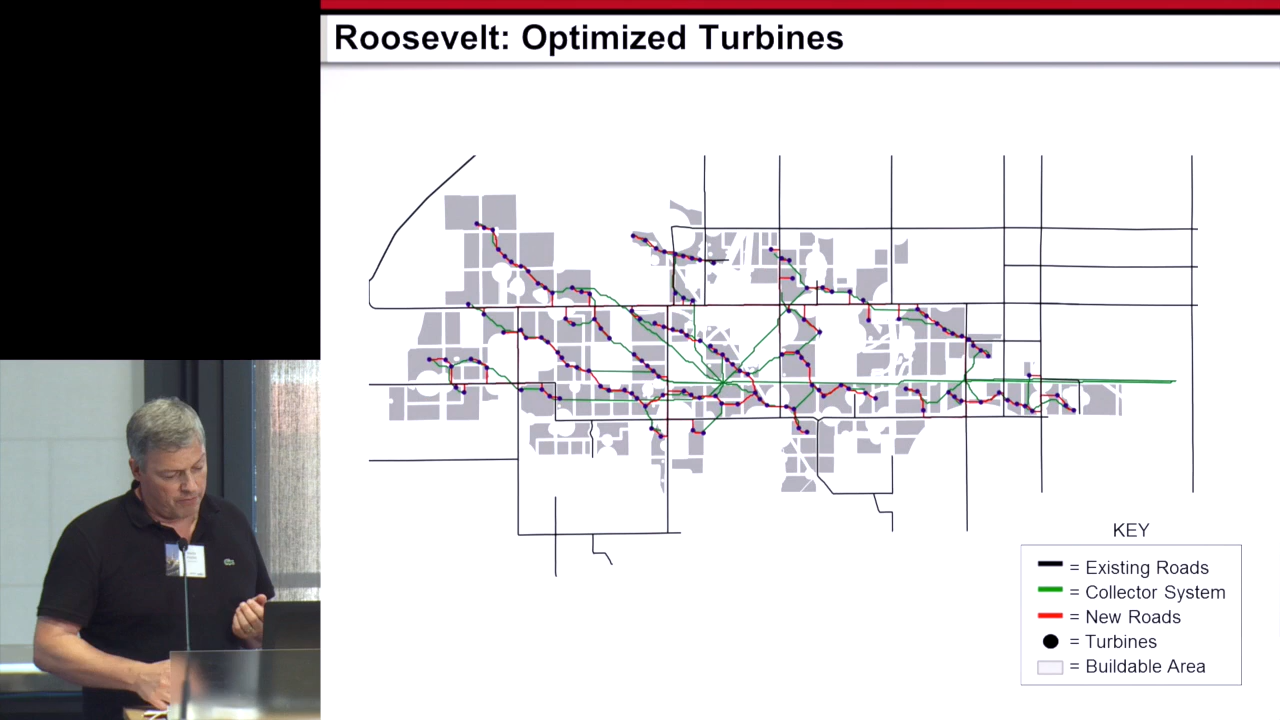 Roosevelt: Optimized Turbines
KEY
= Existing Roads
= Collector System
= New Roads
= Turbines
= Buildable Area